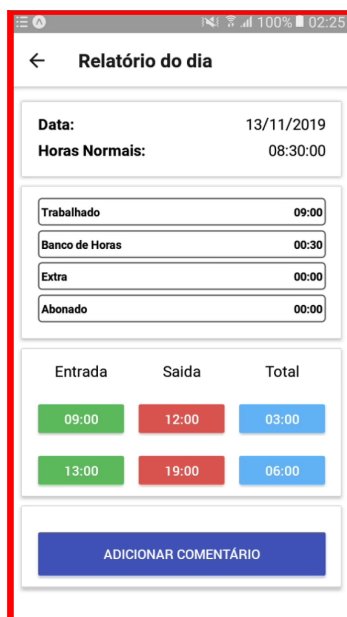 100% 02:25
Relatório do dia
Data: 13/11/2019
Horas Normais: 08:30:00
Trabalhado 09:00
Banco de Horas 00:30
Extra 00:00
Abonado 00:00
Entrada Saida Total
09:00 12:00 03:00
13:00 19:00 06:00
ADICIONAR COMENTÁRIO